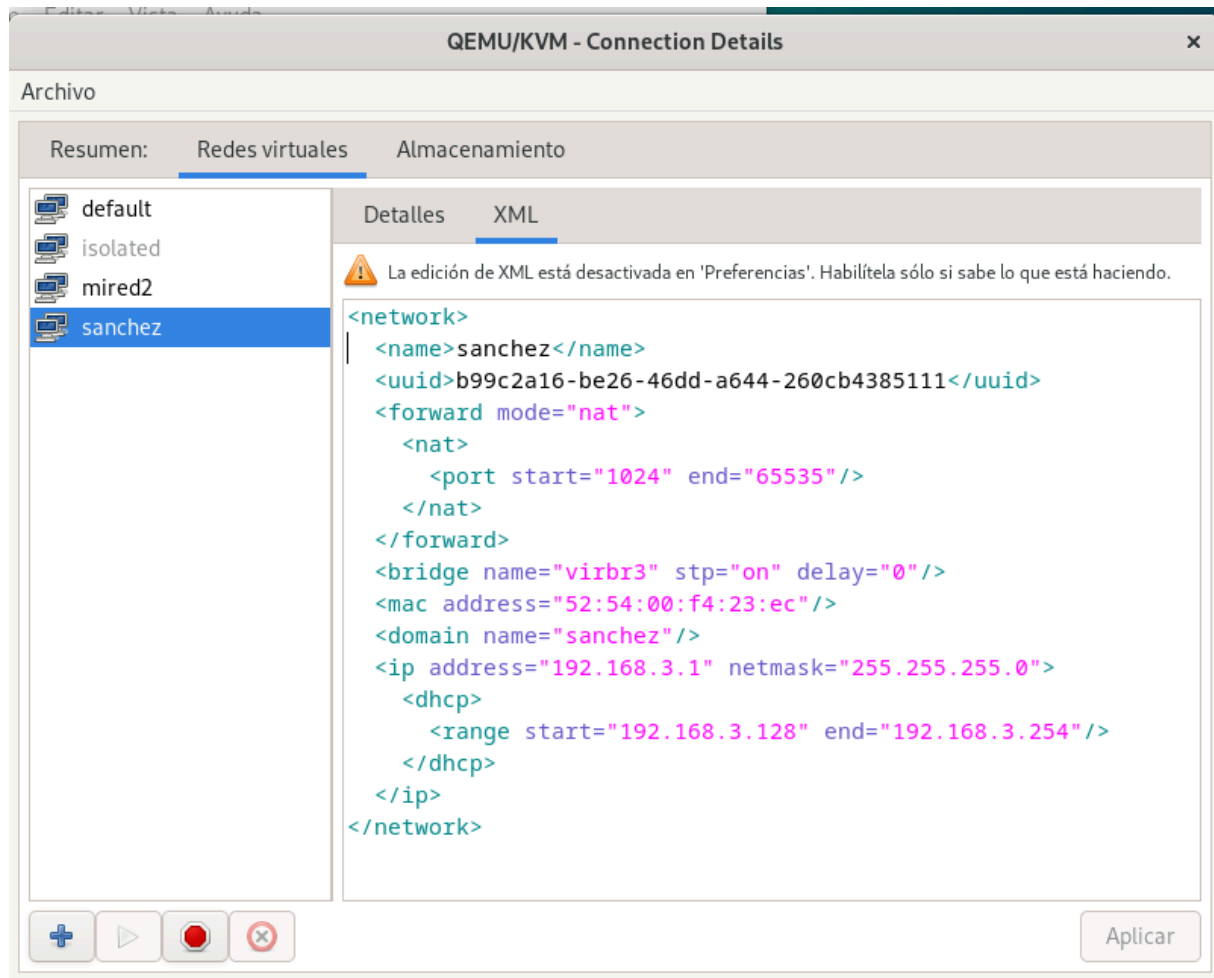 Editar Vista Ayuda
QEMU/KVM - Connection Details
Archivo
Resumen: Redes virtuales Almacenamiento
default
isolated
mired2
sanchez
Detalles XML
La edición de XML está desactivada en 'Preferencias'. Habilítela sólo si sabe lo que está haciendo.
<network>
  <name>sanchez</name>
  <uuid>b99c2a16-be26-46dd-a644-260cb4385111</uuid>
  <forward mode="nat">
    <nat>
      <port start="1024" end="65535"/>
    </nat>
  </forward>
  <bridge name="virbr3" stp="on" delay="0"/>
  <mac address="52:54:00:f4:23:ec"/>
  <domain name="sanchez"/>
  <ip address="192.168.3.1" netmask="255.255.255.0">
    <dhcp>
      <range start="192.168.3.128" end="192.168.3.254"/>
    </dhcp>
  </ip>
</network>
Aplicar